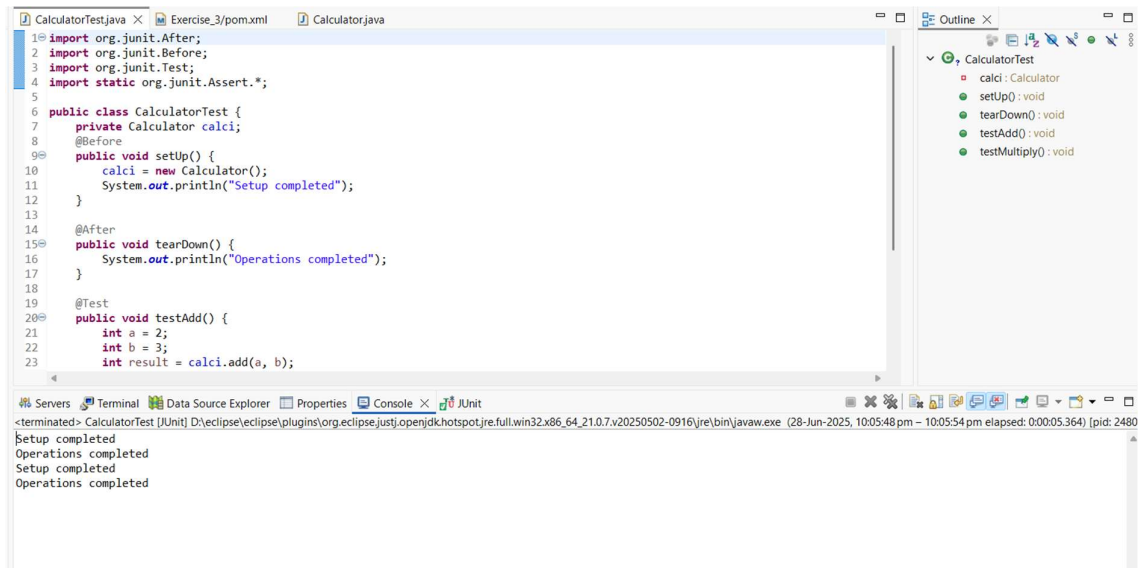 CalculatorTest.java
Exercise_3/pom.xml
Calculator.java
1 import org.junit.After;
2 import org.junit.Before;
3 import org.junit.Test;
4 import static org.junit.Assert.*;
5
6 public class CalculatorTest {
7 private Calculator calci;
8 @Before
9 public void setUp() {
10 calci = new Calculator();
11 System.out.println("Setup completed");
12 }
13
14 @After
15 public void tearDown() {
16 System.out.println("Operations completed");
17 }
18
19 @Test
20 public void testAdd() {
21 int a = 2;
22 int b = 3;
23 int result = calci.add(a, b);
Outline
CalculatorTest
calci : Calculator
setUp() : void
tearDown() : void
testAdd() : void
testMultiply() : void
Servers Terminal Data Source Explorer Properties Console JUnit
<terminated> CalculatorTest [JUnit] D:\eclipse\eclipse\plugins\org.eclipse.justj.openjdk.hotspot.jre.full.win32.x86_64_21.0.7.v20250502-0916\jre\bin\javaw.exe (28-Jun-2025, 10:05:48 pm – 10:05:54 pm elapsed: 0:00:05.364) [pid: 2480
Setup completed
Operations completed
Setup completed
Operations completed